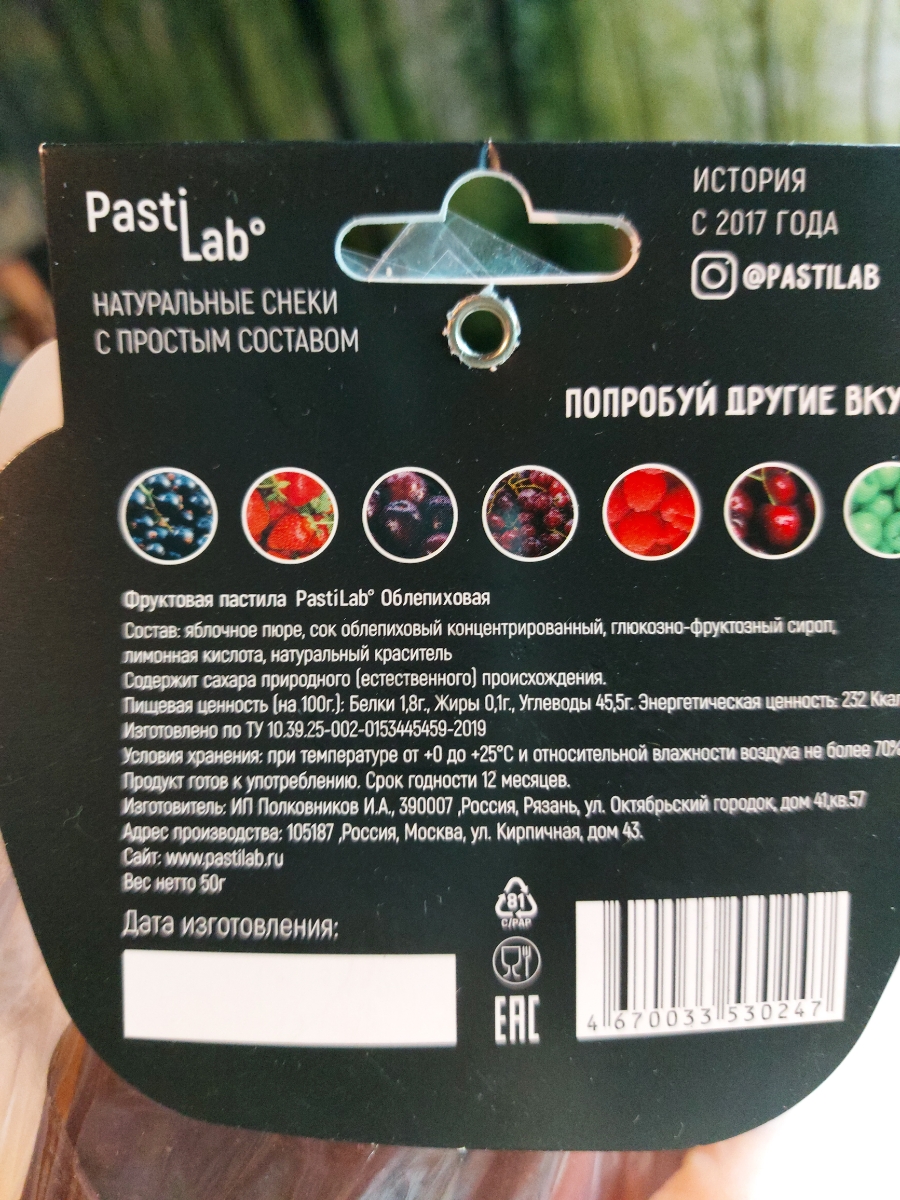 Pasti
Lab°
НАТУРАЛЬНЫЕ СНЕКИ
С ПРОСТЫМ СОСТАВОМ
ИСТОРИЯ
С 2017 ГОДА
@PASTILAB
ПОПРОБУЙ ДРУГИЕ ВКУ
Фруктовая пастила PastiLab° Облепиховая
Состав: яблочное пюре, сок облепиховый концентрированный, глюкозно-фруктозный сироп,
лимонная кислота, натуральный краситель
Содержит сахара природного (естественного) происхождения.
Пищевая ценность (на 100г.): Белки 1,8г., Жиры 0,1г., Углеводы 45,5г. Энергетическая ценность: 232 Ккал
Изготовлено по ТУ 10.39.25-002-0153445459-2019
Условия хранения: при температуре от +0 до +25°С и относительной влажности воздуха не более 70%
Продукт готов к употреблению. Срок годности 12 месяцев.
Изготовитель: ИП Полковников И.А., 390007 ,Россия, Рязань, ул. Октябрьский городок, дом 41,кв.57
Адрес производства: 105187 ,Россия, Москва, ул. Кирпичная, дом 43.
Сайт: www.pastilab.ru
Вес нетто 50г
Дата изготовления:
81
C/PAP
EAC
4 670033 530247